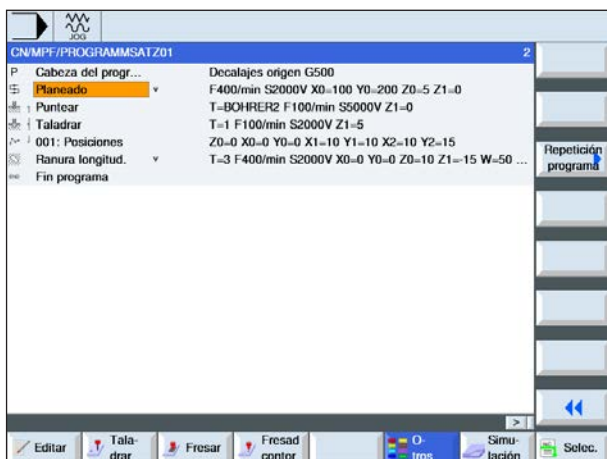 JOG
CN/MPF/PROGRAMMSATZ01 2
P Cabeza del progr... Decalajes origen G500
Planeado F400/min S2000V X0=100 Y0=200 Z0=5 Z1=0
Puntear T=BOHRER2 F100/min S5000V Z1=0
Taladrar T=1 F100/min S2000V Z1=5
001: Posiciones Z0=0 X0=0 Y0=0 X1=10 Y1=10 X2=10 Y2=15
Ranura longitud. T=3 F400/min S2000V X0=0 Y0=0 Z0=10 Z1=-15 W=50 ...
END Fin programa
Repetición
programa
>
Editar
Tala-
drar
Fresar
Fresad
contor
O-
tros
Simu-
lación
Selec.